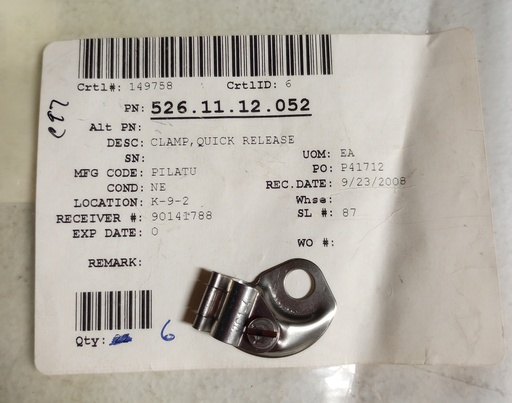 Crtl#: 149758 CrtlID: 6
PN: 526.11.12.052
Alt PN:
DESC: CLAMP,QUICK RELEASE
SN: UOM: EA
MFG CODE: PILATU PO: P41712
COND: NE REC.DATE: 9/23/2008
LOCATION: K-9-2 Whse:
RECEIVER #: 90141788 SL #: 87
EXP DATE: 0
WO #:
REMARK:
Qty: 6